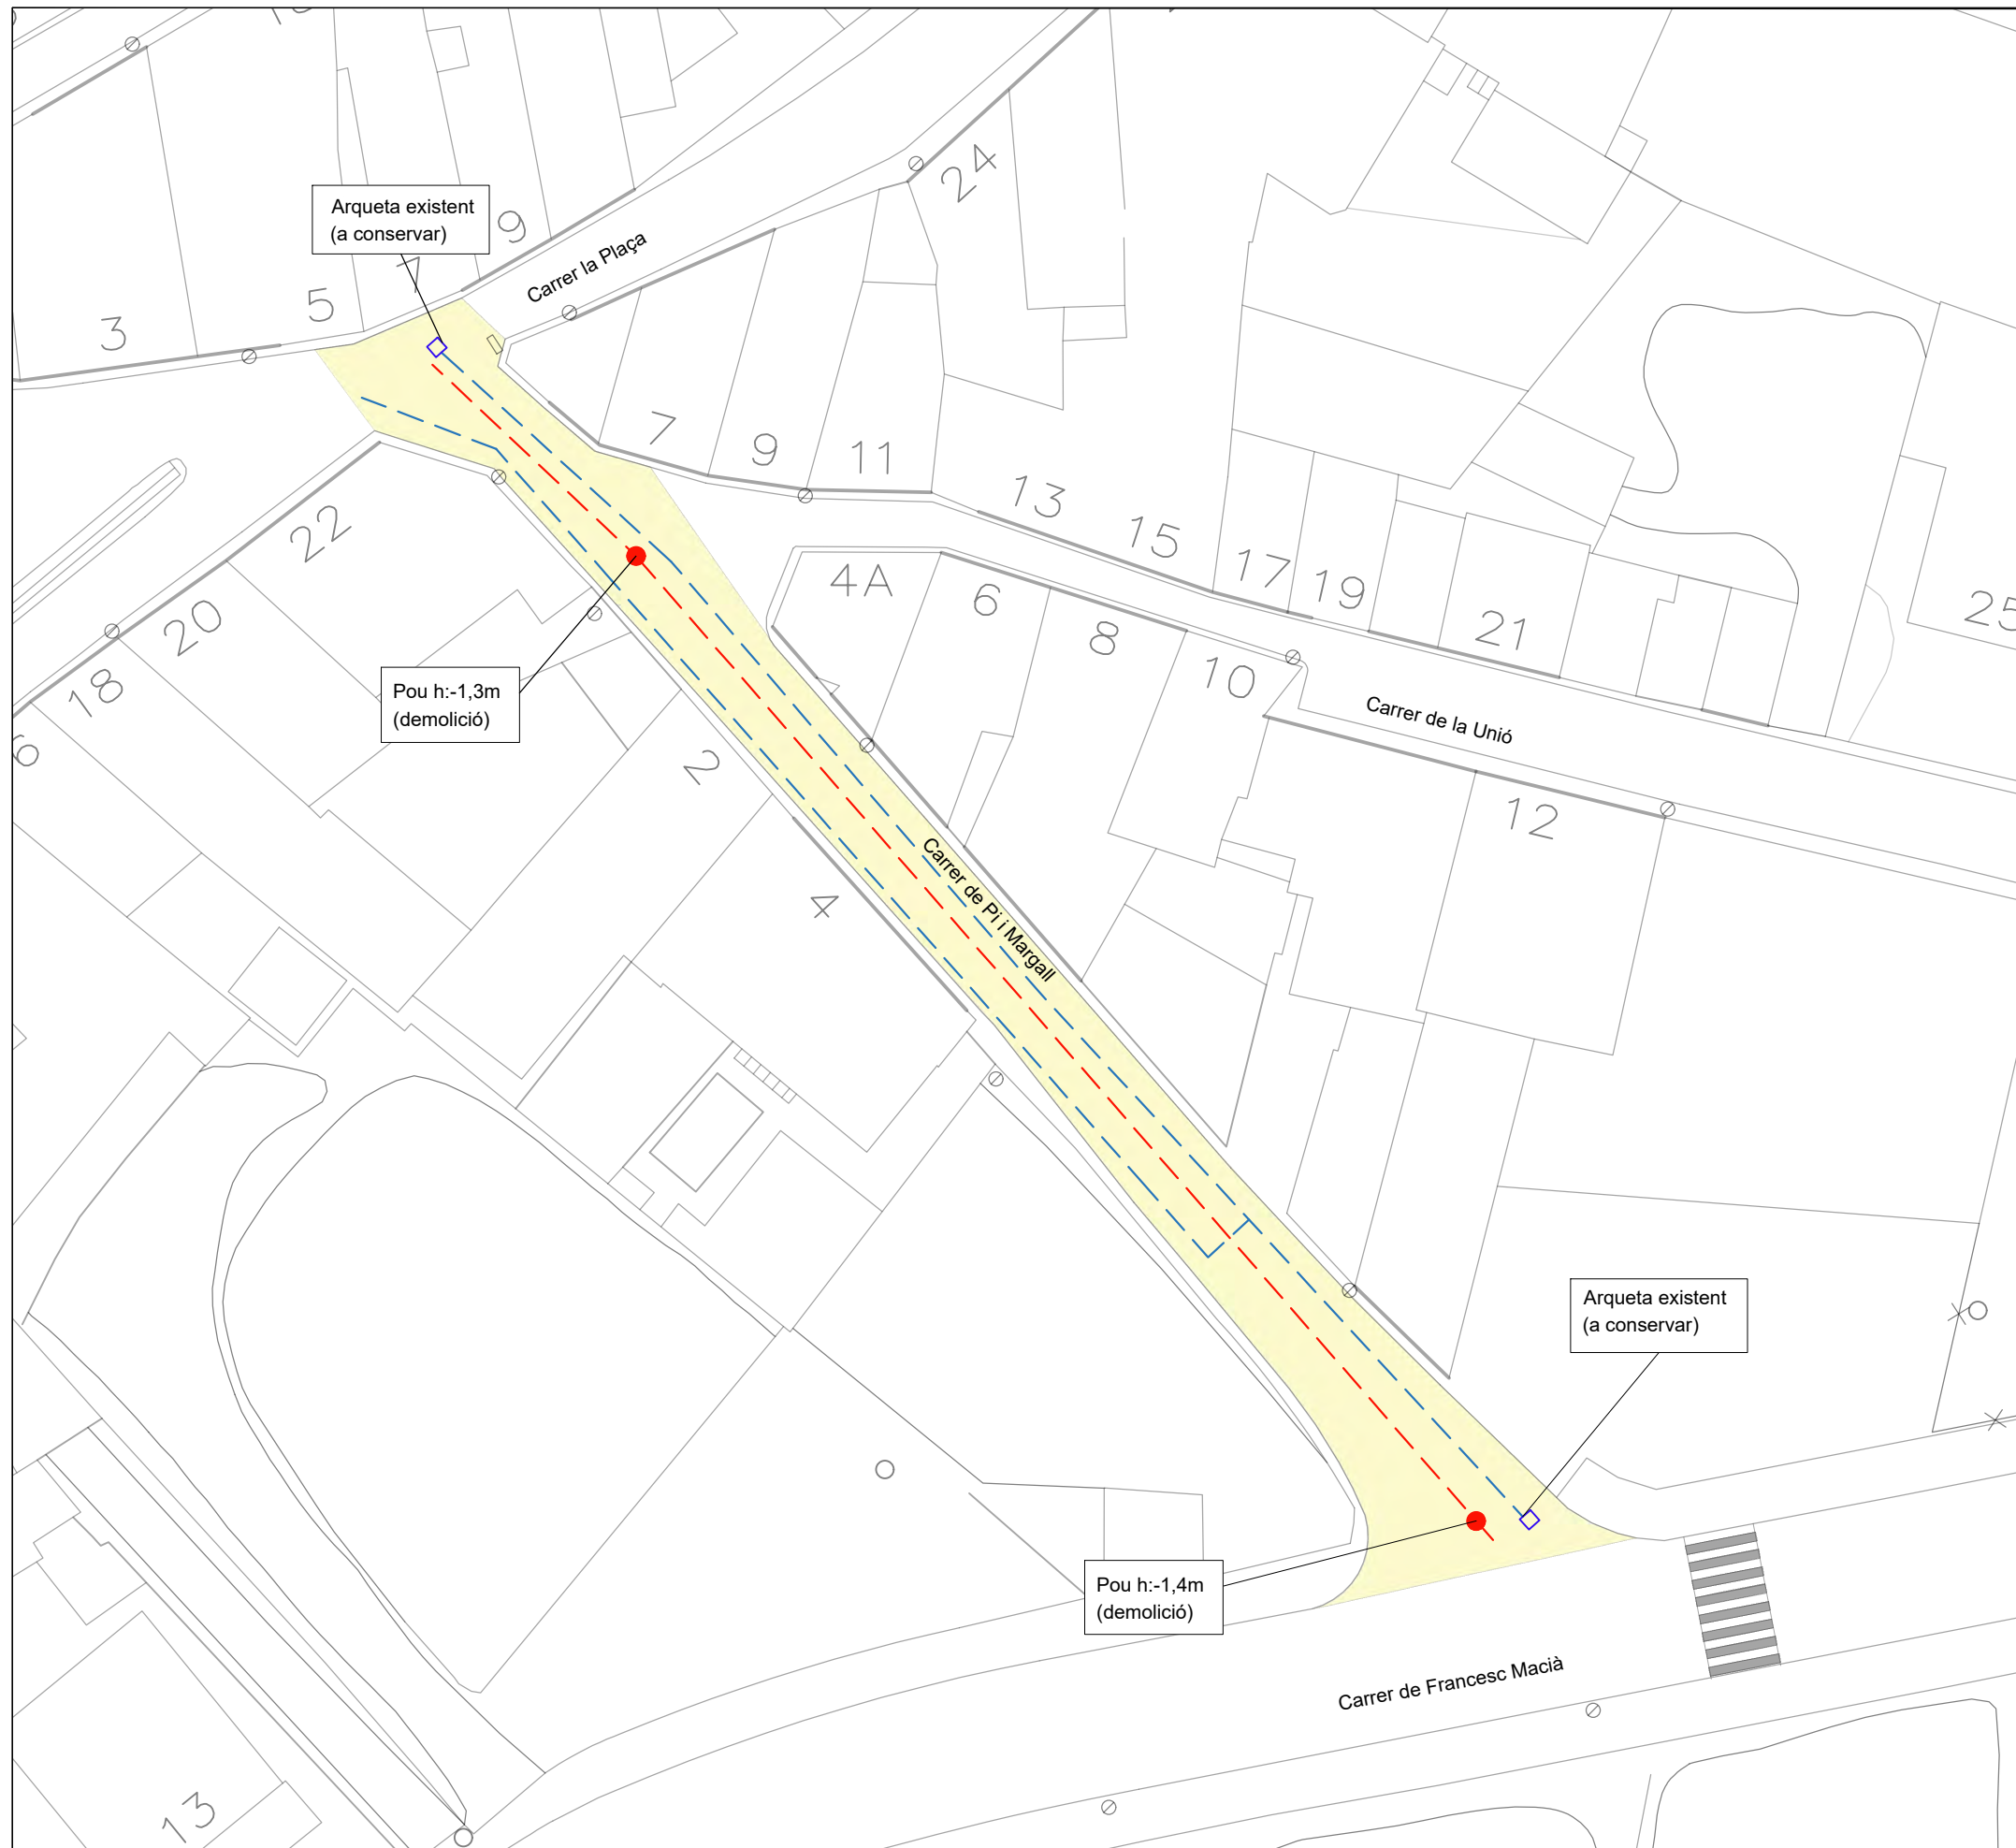 Arqueta existent
(a conservar)
9
7
5
3
Carrer la Plaça
24
7
9
11
13
15
17
19
21
25
4A
6
8
10
12
Carrer de la Unió
22
20
18
6
Pou h:-1,3m
(demolició)
2
4
Carrer de Pi i Margall
Arqueta existent
(a conservar)
Pou h:-1,4m
(demolició)
Carrer de Francesc Macià
13